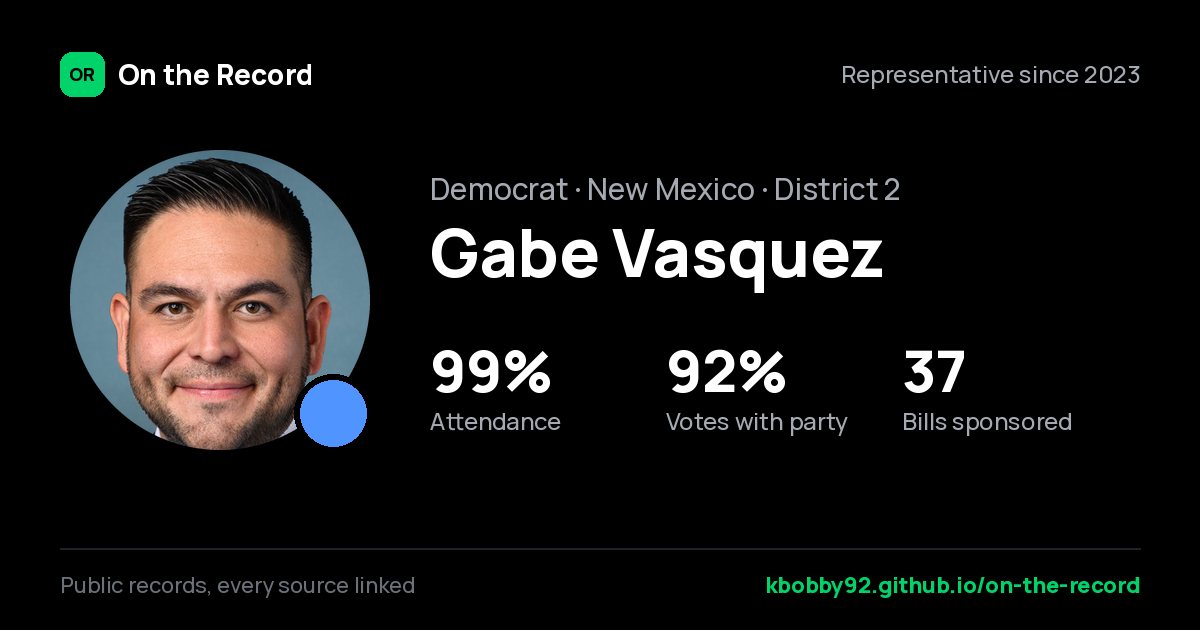 OR On the Record
Representative since 2023
Democrat · New Mexico · District 2
Gabe Vasquez
99% 92% 37
Attendance Votes with party Bills sponsored
Public records, every source linked
kbobby92.github.io/on-the-record